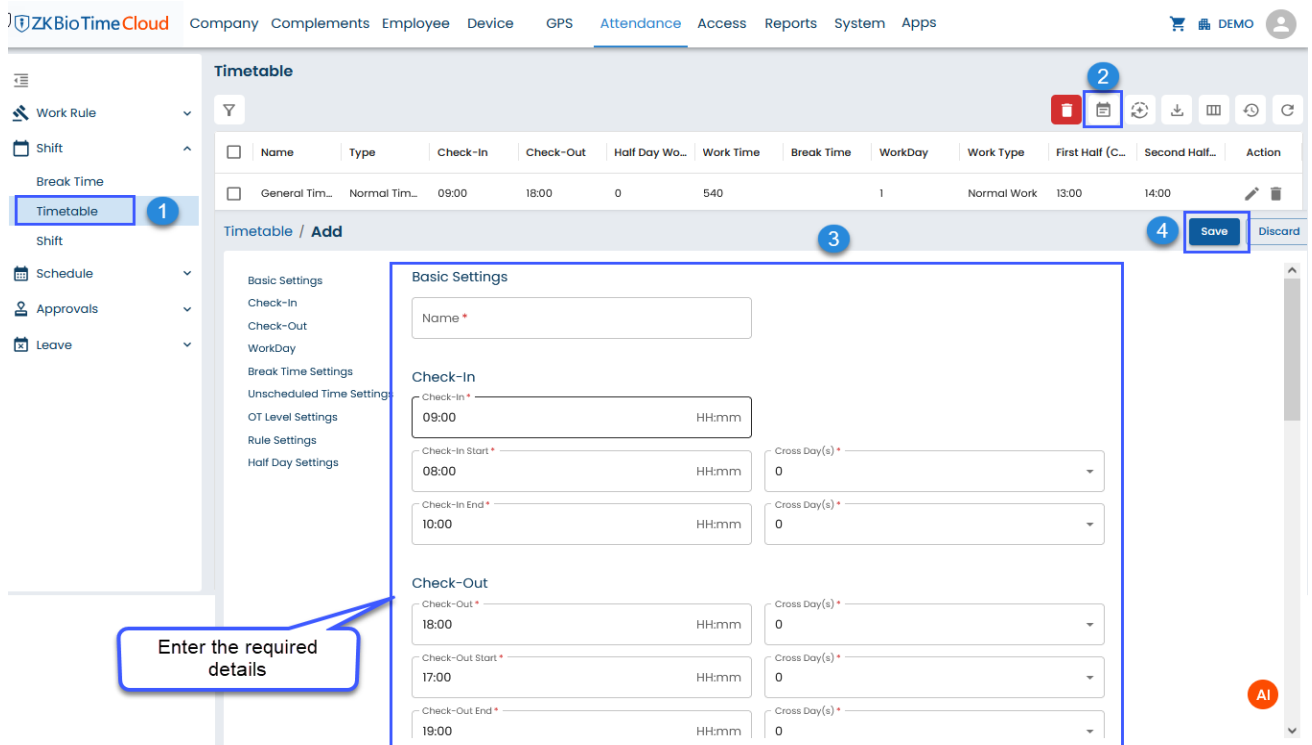 ZKBio Time Cloud
Company Complements Employee Device GPS Attendance Access Reports System Apps
DEMO
Work Rule
Shift
Break Time
Timetable
1
Shift
Schedule
Approvals
Leave
Timetable
2
Name Type Check-In Check-Out Half Day Wo... Work Time Break Time WorkDay Work Type First Half (C... Second Half... Action
General Tim... Normal Tim... 09:00 18:00 0 540 1 Normal Work 13:00 14:00
Timetable / Add
3
4
Save
Discard
Basic Settings
Check-In
Check-Out
WorkDay
Break Time Settings
Unscheduled Time Settings
OT Level Settings
Rule Settings
Half Day Settings
Basic Settings
Name *
Check-In
Check-In *
09:00 HH:mm
Check-In Start * Cross Day(s) *
08:00 HH:mm 0
Check-In End * Cross Day(s) *
10:00 HH:mm 0
Check-Out
Check-Out * Cross Day(s) *
18:00 HH:mm 0
Check-Out Start * Cross Day(s) *
17:00 HH:mm 0
Check-Out End * Cross Day(s) *
19:00 HH:mm 0
Enter the required
details
AI